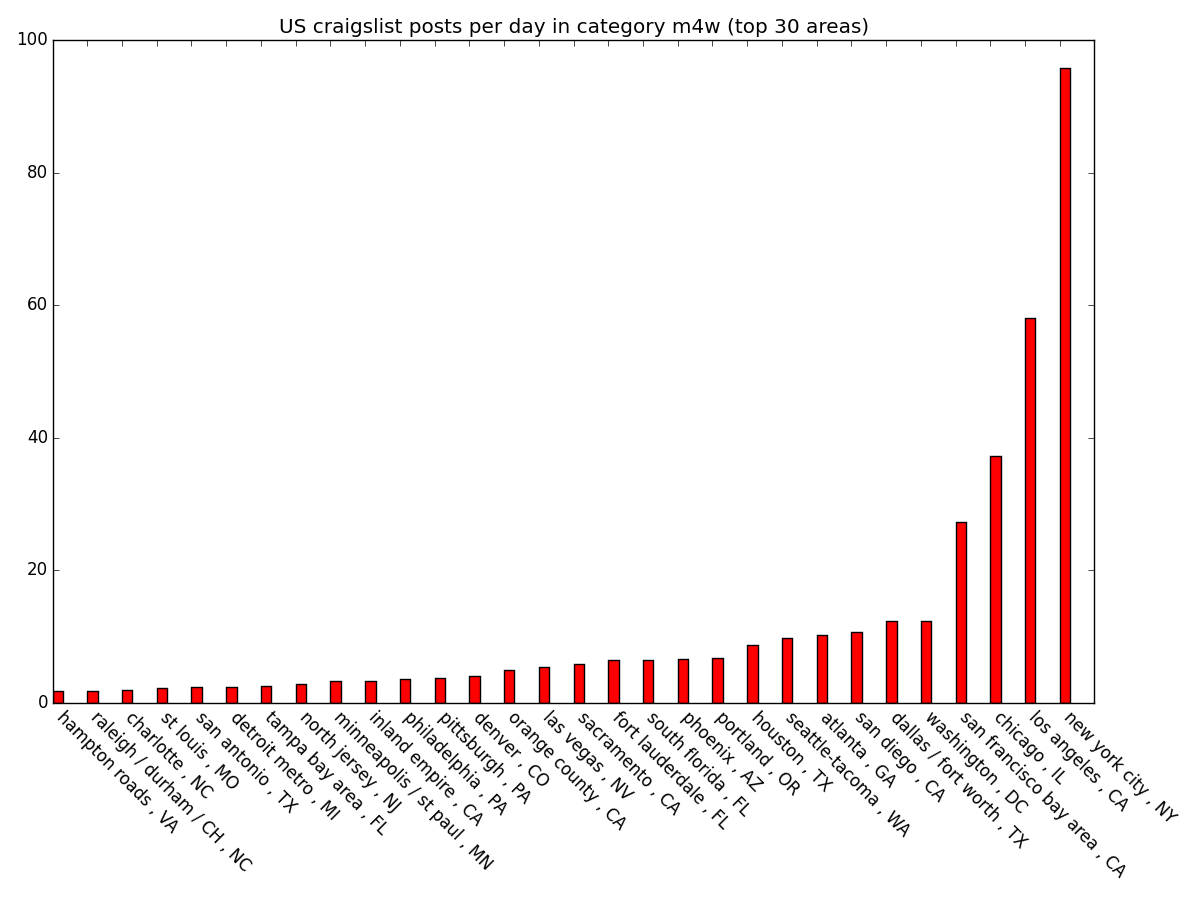 US craigslist posts per day in category m4w (top 30 areas)
100
80
60
40
20
0
hampton roads , VA
raleigh / durham / CH , NC
charlotte , NC
st louis , MO
san antonio , TX
detroit metro , MI
tampa bay area , FL
north jersey , NJ
minneapolis / st paul , MN
inland empire , CA
philadelphia , PA
pittsburgh , PA
denver , CO
orange county , CA
las vegas , NV
sacramento , CA
fort lauderdale , FL
south florida , FL
phoenix , AZ
portland , OR
houston , TX
seattle-tacoma , WA
atlanta , GA
san diego , CA
dallas / fort worth , TX
washington , DC
san francisco bay area , CA
chicago , IL
los angeles , CA
new york city , NY